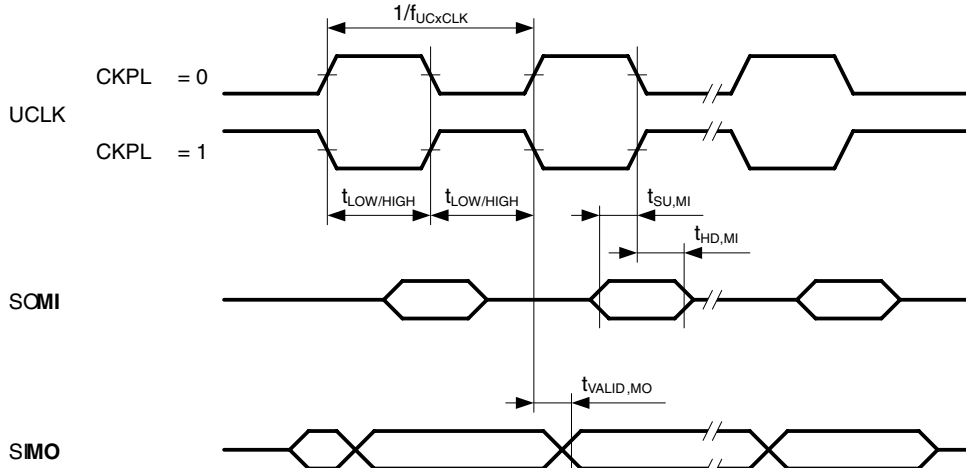 1/fUCxCLK
CKPL = 0
UCLK
CKPL = 1
tLOW/HIGH tLOW/HIGH tSU,MI
tHD,MI
SOMI
tVALID,MO
SIMO